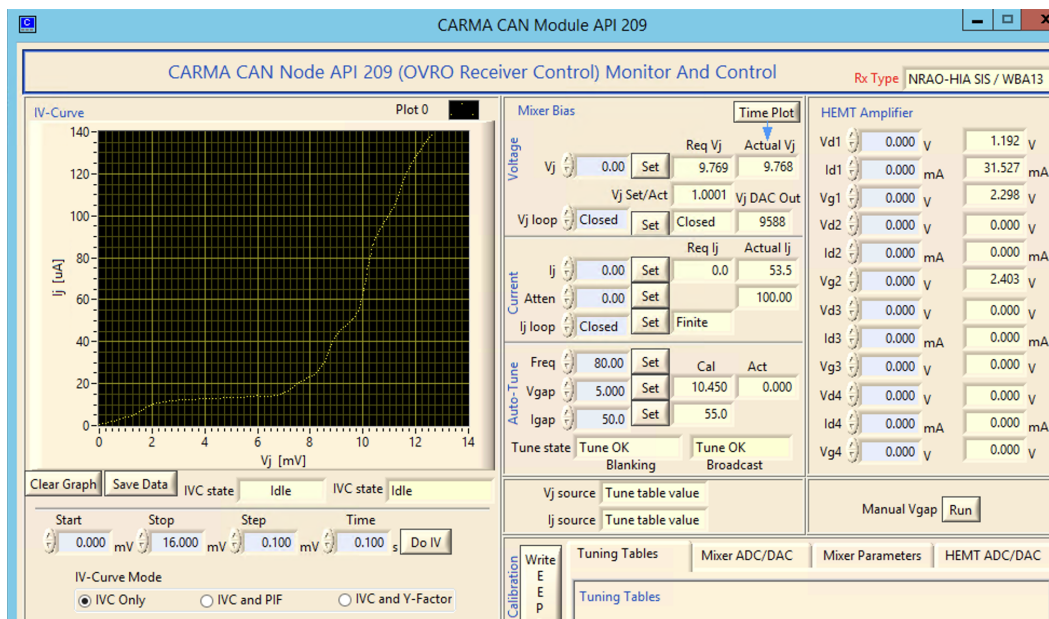 CARMA CAN Module API 209
CARMA CAN Node API 209 (OVRO Receiver Control) Monitor And Control
Rx Type NRAO-HIA SIS / WBA13
IV-Curve
Plot 0
140
120
100
80
60
40
20
0
Ij [uA]
0 2 4 6 8 10 12 14
Vj [mV]
Clear Graph Save Data IVC state Idle IVC state Idle
Start Stop Step Time
0.000 mV 16.000 mV 0.100 mV 0.100 s Do IV
IV-Curve Mode
IVC Only IVC and PIF IVC and Y-Factor
Mixer Bias Time Plot
Voltage
Req Vj Actual Vj
Vj 0.00 Set 9.769 9.768
Vj Set/Act 1.0001 Vj DAC Out
Vj loop Closed Set Closed 9588
Current
Req Ij Actual Ij
Ij 0.00 Set 0.0 53.5
Atten 0.00 Set 100.00
Ij loop Closed Set Finite
Auto-Tune
Freq 80.00 Set Cal Act
Vgap 5.000 Set 10.450 0.000
Igap 50.0 Set 55.0
Tune state Tune OK Tune OK
Blanking Broadcast
Vj source Tune table value
Ij source Tune table value
HEMT Amplifier
Vd1 0.000 V 1.192 V
Id1 0.000 mA 31.527 mA
Vg1 0.000 V 2.298 V
Vd2 0.000 V 0.000 V
Id2 0.000 mA 0.000 mA
Vg2 0.000 V 2.403 V
Vd3 0.000 V 0.000 V
Id3 0.000 mA 0.000 mA
Vg3 0.000 V 0.000 V
Vd4 0.000 V 0.000 V
Id4 0.000 mA 0.000 mA
Vg4 0.000 V 0.000 V
Manual Vgap Run
Calibration
Write
E
E
P
Tuning Tables Mixer ADC/DAC Mixer Parameters HEMT ADC/DAC
Tuning Tables